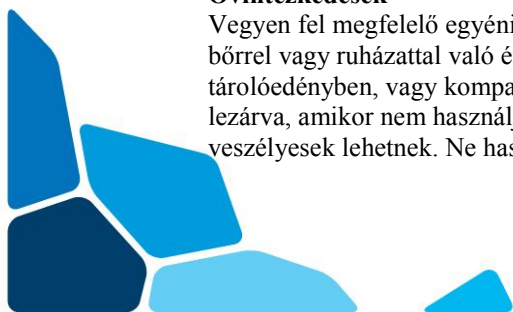 Óvintézkedések
Vegyen fel megfelelő egyéni
bőrrel vagy ruházattal való é
tárolóedényben, vagy kompa
lezárva, amikor nem használj
veszélyesek lehetnek. Ne has